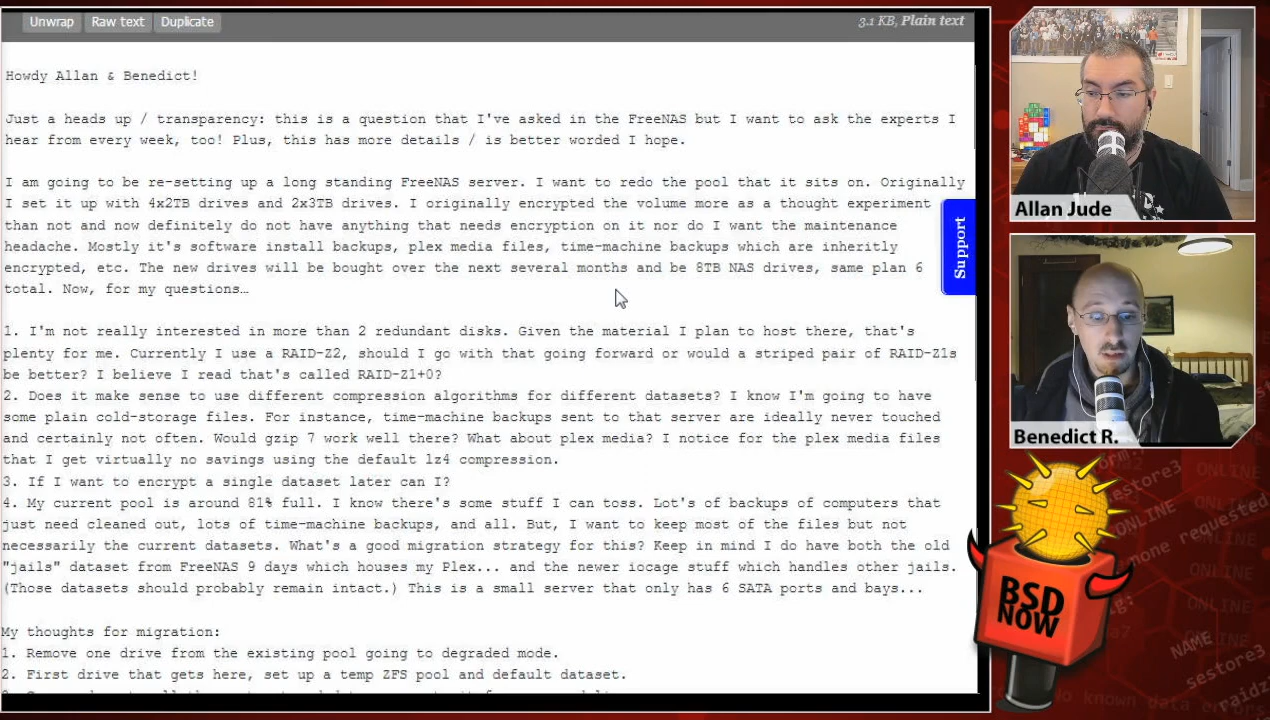 Unwrap Raw text Duplicate
3.1 KB, Plain text
Howdy Allan & Benedict!
Just a heads up / transparency: this is a question that I've asked in the FreeNAS but I want to ask the experts I
hear from every week, too! Plus, this has more details / is better worded I hope.
I am going to be re-setting up a long standing FreeNAS server. I want to redo the pool that it sits on. Originally
I set it up with 4x2TB drives and 2x3TB drives. I originally encrypted the volume more as a thought experiment
than not and now definitely do not have anything that needs encryption on it nor do I want the maintenance
headache. Mostly it's software install backups, plex media files, time-machine backups which are inheritly
encrypted, etc. The new drives will be bought over the next several months and be 8TB NAS drives, same plan 6
total. Now, for my questions…
1. I'm not really interested in more than 2 redundant disks. Given the material I plan to host there, that's
plenty for me. Currently I use a RAID-Z2, should I go with that going forward or would a striped pair of RAID-Z1s
be better? I believe I read that's called RAID-Z1+0?
2. Does it make sense to use different compression algorithms for different datasets? I know I'm going to have
some plain cold-storage files. For instance, time-machine backups sent to that server are ideally never touched
and certainly not often. Would gzip 7 work well there? What about plex media? I notice for the plex media files
that I get virtually no savings using the default lz4 compression.
3. If I want to encrypt a single dataset later can I?
4. My current pool is around 81% full. I know there's some stuff I can toss. Lot's of backups of computers that
just need cleaned out, lots of time-machine backups, and all. But, I want to keep most of the files but not
necessarily the current datasets. What's a good migration strategy for this? Keep in mind I do have both the old
"jails" dataset from FreeNAS 9 days which houses my Plex... and the newer iocage stuff which handles other jails.
(Those datasets should probably remain intact.) This is a small server that only has 6 SATA ports and bays...
My thoughts for migration:
1. Remove one drive from the existing pool going to degraded mode.
2. First drive that gets here, set up a temp ZFS pool and default dataset.
Support
Allan Jude
Benedict R.
BSD
NOW